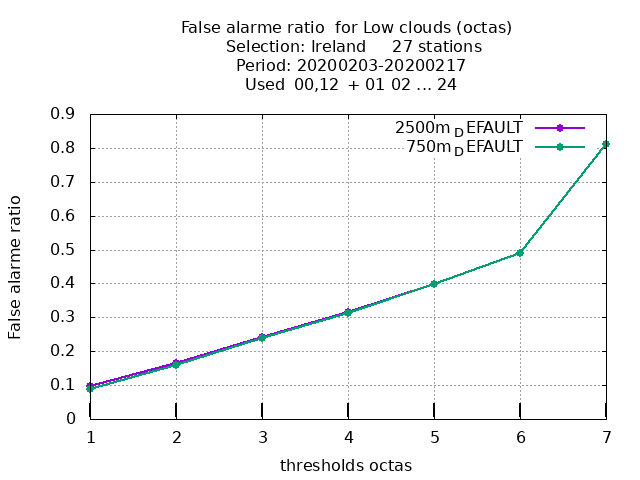 False alarme ratio  for Low clouds (octas)
Selection: Ireland     27 stations
Period: 20200203-20200217
Used  00,12  + 01 02 ... 24
2500m_DEFAULT
750m_DEFAULT
False alarme ratio
0.9
0.8
0.7
0.6
0.5
0.4
0.3
0.2
0.1
0
1 2 3 4 5 6 7
thresholds octas